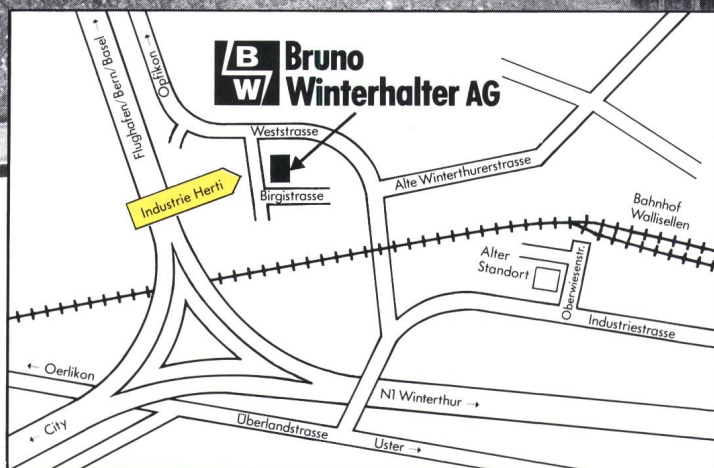 B
W
Bruno
Winterhalter AG
Flughafen/Bern/Basel→
Opfikon →
Weststrasse
Alte Winterthurerstrasse
Industrie Herti
Birgistrasse
Bahnhof
Wallisellen
Alter
Standort
Oberwiesenstr.
Industriestrasse
← Oerlikon
N1 Winterthur →
← City
Überlandstrasse
Uster →